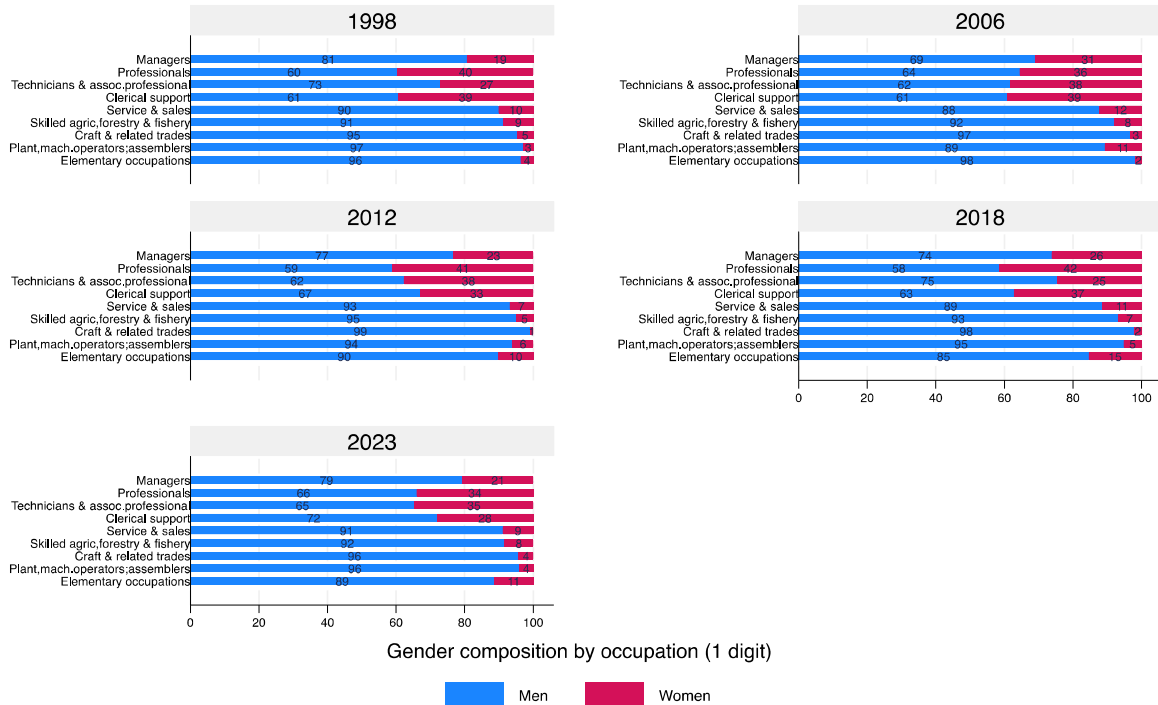 1998
Managers 81 19
Professionals 60 40
Technicians & assoc.professional 73 27
Clerical support 61 39
Service & sales 90 10
Skilled agric,forestry & fishery 91 9
Craft & related trades 95 5
Plant,mach.operators;assemblers 97 3
Elementary occupations 96 4
2006
Managers 69 31
Professionals 64 36
Technicians & assoc.professional 62 38
Clerical support 61 39
Service & sales 88 12
Skilled agric,forestry & fishery 92 8
Craft & related trades 97 3
Plant,mach.operators;assemblers 89 11
Elementary occupations 98 2
2012
Managers 77 23
Professionals 59 41
Technicians & assoc.professional 62 38
Clerical support 67 33
Service & sales 93 7
Skilled agric,forestry & fishery 95 5
Craft & related trades 99 1
Plant,mach.operators;assemblers 94 6
Elementary occupations 90 10
2018
Managers 74 26
Professionals 58 42
Technicians & assoc.professional 75 25
Clerical support 63 37
Service & sales 89 11
Skilled agric,forestry & fishery 93 7
Craft & related trades 98 2
Plant,mach.operators;assemblers 95 5
Elementary occupations 85 15
0 20 40 60 80 100
2023
Managers 79 21
Professionals 66 34
Technicians & assoc.professional 65 35
Clerical support 72 28
Service & sales 91 9
Skilled agric,forestry & fishery 92 8
Craft & related trades 96 4
Plant,mach.operators;assemblers 96 4
Elementary occupations 89 11
0 20 40 60 80 100
Gender composition by occupation (1 digit)
Men Women